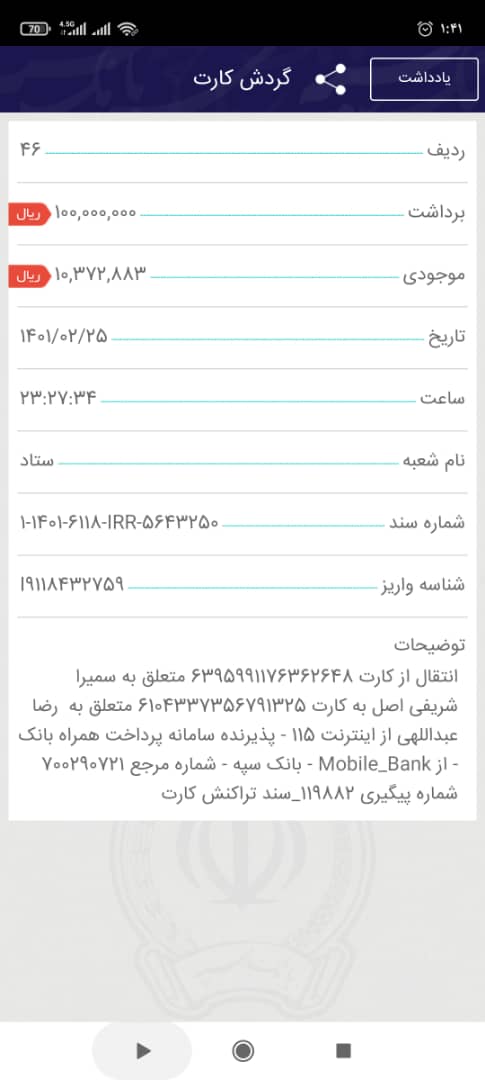 70 4.5G ۱:۴۱
یادداشت گردش کارت
ردیف ۴۶
برداشت ۱۰۰,۰۰۰,۰۰۰ ریال
موجودی ۱۰,۳۷۲,۸۸۳ ریال
تاریخ ۱۴۰۱/۰۲/۲۵
ساعت ۲۳:۲۷:۳۴
نام شعبه ستاد
شماره سند ۱-۱۴۰۱-۶۱۱۸-IRR-۵۶۴۳۲۵۰
شناسه واریز I۹۱۱۸۴۳۲۷۵۹
توضیحات
انتقال از کارت ۶۳۹۵۹۹۱۱۷۶۳۶۲۶۴۸ متعلق به سمیرا
شریفی اصل به کارت ۶۱۰۴۳۳۷۳۵۶۷۹۱۳۲۵ متعلق به رضا
عبداللهی از اینترنت ۱۱۵ - پذیرنده سامانه پرداخت همراه بانک
- از Mobile_Bank - بانک سپه - شماره مرجع ۷۰۰۲۹۰۷۲۱
شماره پیگیری ۱۱۹۸۸۲_سند تراکنش کارت